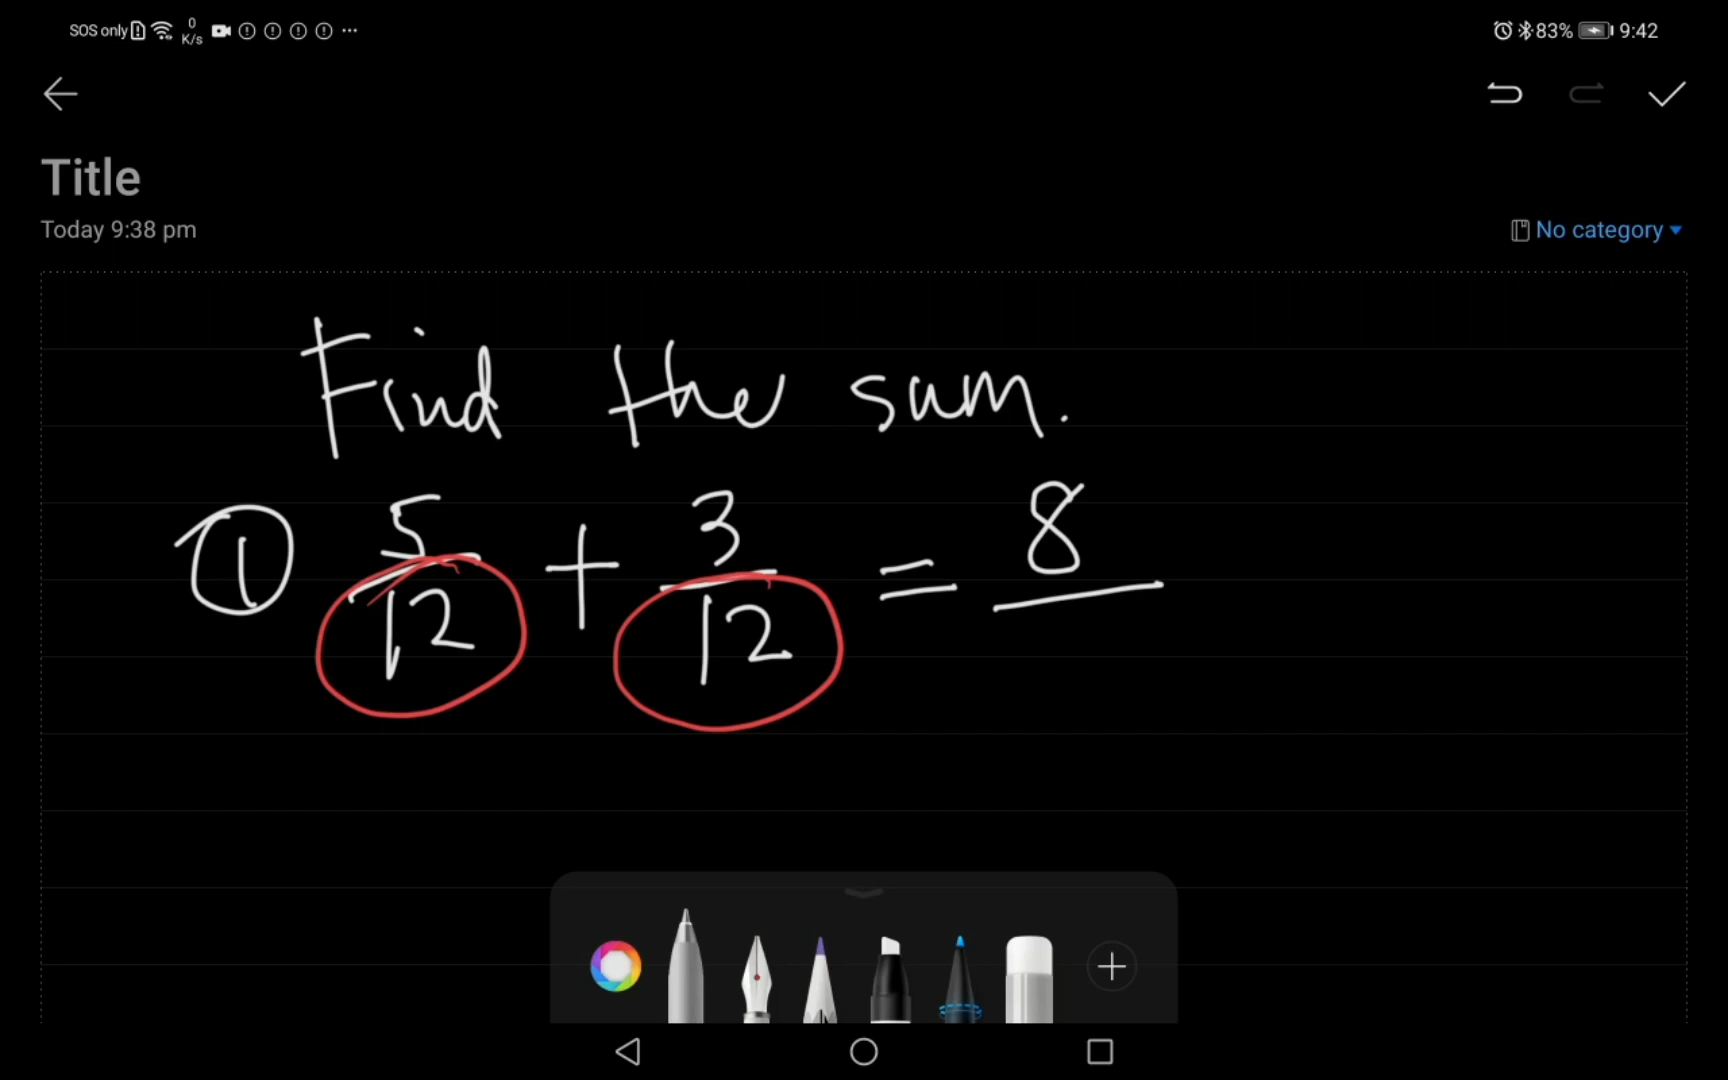 SOS only 0 K/s ... 83% 9:42
Title
Today 9:38 pm
No category
Find the sum.
① 5/12 + 3/12 = 8/